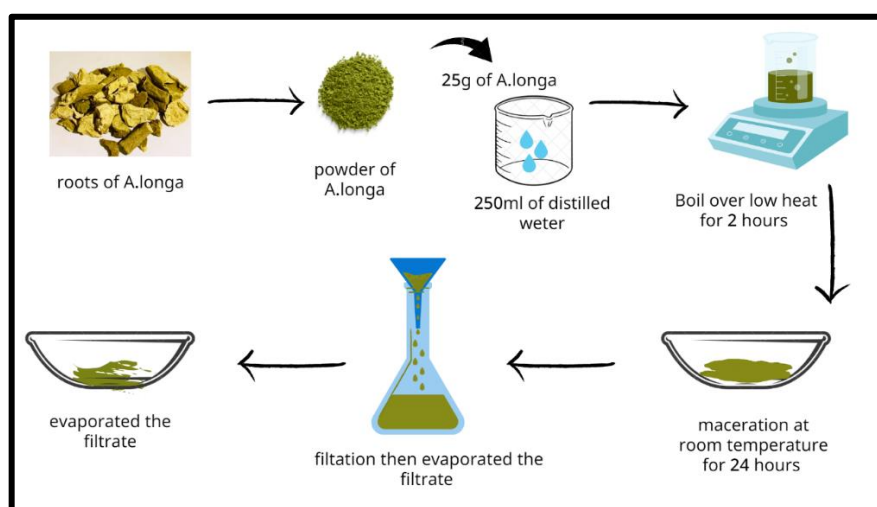 roots of A.longa
powder of
A.longa
25g of A.longa
250ml of distilled
weter
Boil over low heat
for 2 hours
maceration at
room temperature
for 24 hours
filtation then evaporated the
filtrate
evaporated the
filtrate